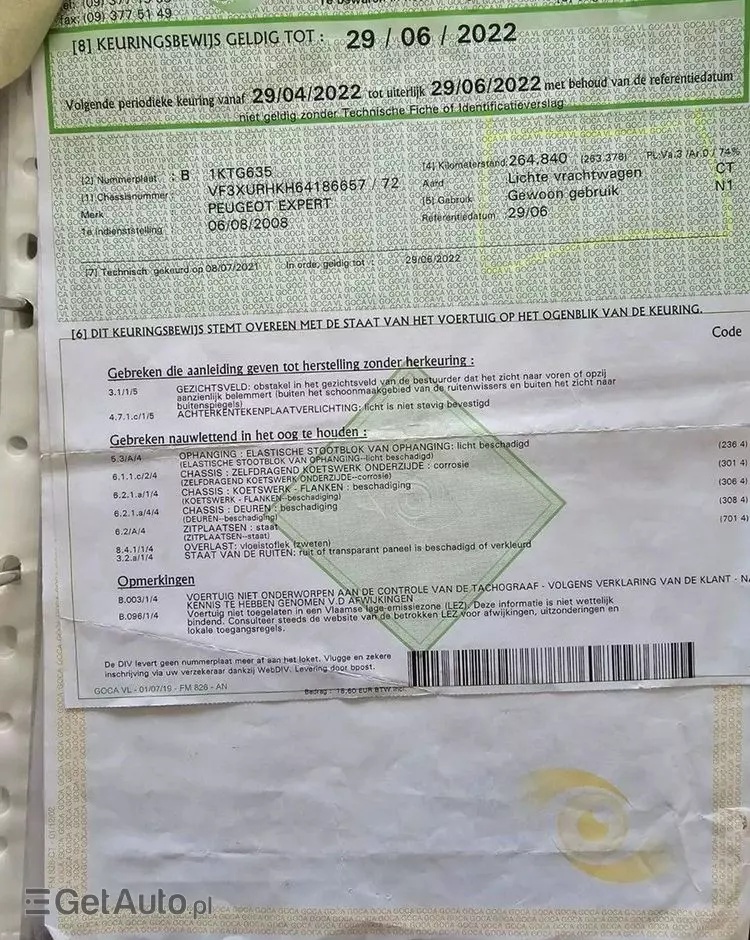 fax: (09) 377 51 49
[8] KEURINGSBEWIJS GELDIG TOT : 29 / 06 / 2022
Volgende periodieke keuring vanaf 29/04/2022 tot uiterlijk 29/06/2022 met behoud van de referentiedatum
niet geldig zonder Technische Fiche of Identificatieverslag
[2] Nummerplaat : B 1KTG635
[1] Chassisnummer: VF3XURHKH64186657 / 72
Merk PEUGEOT EXPERT
1e indienststelling 06/08/2008
[4] Kilometerstand: 264.840 (263.378) PL:Va.3 /Ar.0 / 74%
Aard Lichte vrachtwagen CT
[5] Gebruik Gewoon gebruik N1
Referentiedatum : 29/06
[7] Technisch gekeurd op 08/07/2021 In orde, geldig tot : 29/06/2022
[6] DIT KEURINGSBEWIJS STEMT OVEREEN MET DE STAAT VAN HET VOERTUIG OP HET OGENBLIK VAN DE KEURING.
Code
Gebreken die aanleiding geven tot herstelling zonder herkeuring :
3.1/1/5 GEZICHTSVELD: obstakel in het gezichtsveld van de bestuurder dat het zicht naar voren of opzij
aanzienlijk belemmert (buiten het schoonmaakgebied van de ruitenwissers en buiten het zicht naar
buitenspiegels)
4.7.1.c/1/5 ACHTERKENTEKENPLAATVERLICHTING: licht is niet stevig bevestigd
Gebreken nauwlettend in het oog te houden :
5.3/A/4 OPHANGING : ELASTISCHE STOOTBLOK VAN OPHANGING: licht beschadigd (236 4)
(ELASTISCHE STOOTBLOK VAN OPHANGING--licht beschadigd)
6.1.1.c/2/4 CHASSIS : ZELFDRAGEND KOETSWERK ONDERZIJDE : corrosie (301 4)
(ZELFDRAGEND KOETSWERK ONDERZIJDE--corrosie)
6.2.1.a/1/4 CHASSIS : KOETSWERK - FLANKEN : beschadiging (306 4)
(KOETSWERK - FLANKEN--beschadiging)
6.2.1.a/4/4 CHASSIS : DEUREN : beschadiging (308 4)
(DEUREN--beschadiging)
6.2/A/4 ZITPLAATSEN : staat (701 4)
(ZITPLAATSEN--staat)
8.4.1/1/4 OVERLAST: vloeistoflek (zweten)
3.2.a/1/4 STAAT VAN DE RUITEN: ruit of transparant paneel is beschadigd of verkleurd
Opmerkingen
B.003/1/4 VOERTUIG NIET ONDERWORPEN AAN DE CONTROLE VAN DE TACHOGRAAF - VOLGENS VERKLARING VAN DE KLANT - NA
KENNIS TE HEBBEN GENOMEN V.D AFWIJKINGEN
B.096/1/4 Voertuig niet toegelaten in een Vlaamse lage-emissiezone (LEZ). Deze informatie is niet wettelijk
bindend. Consulteer steeds de website van de betrokken LEZ voor afwijkingen, uitzonderingen en
lokale toegangsregels.
De DIV levert geen nummerplaat meer af aan het loket. Vlugge en zekere
inschrijving via uw verzekeraar dankzij WebDIV. Levering door bpost.
GOCA VL - 01/07/19 - FM 826 - AN
Bedrag : 18,60 EUR BTW incl.
GetAuto.pl